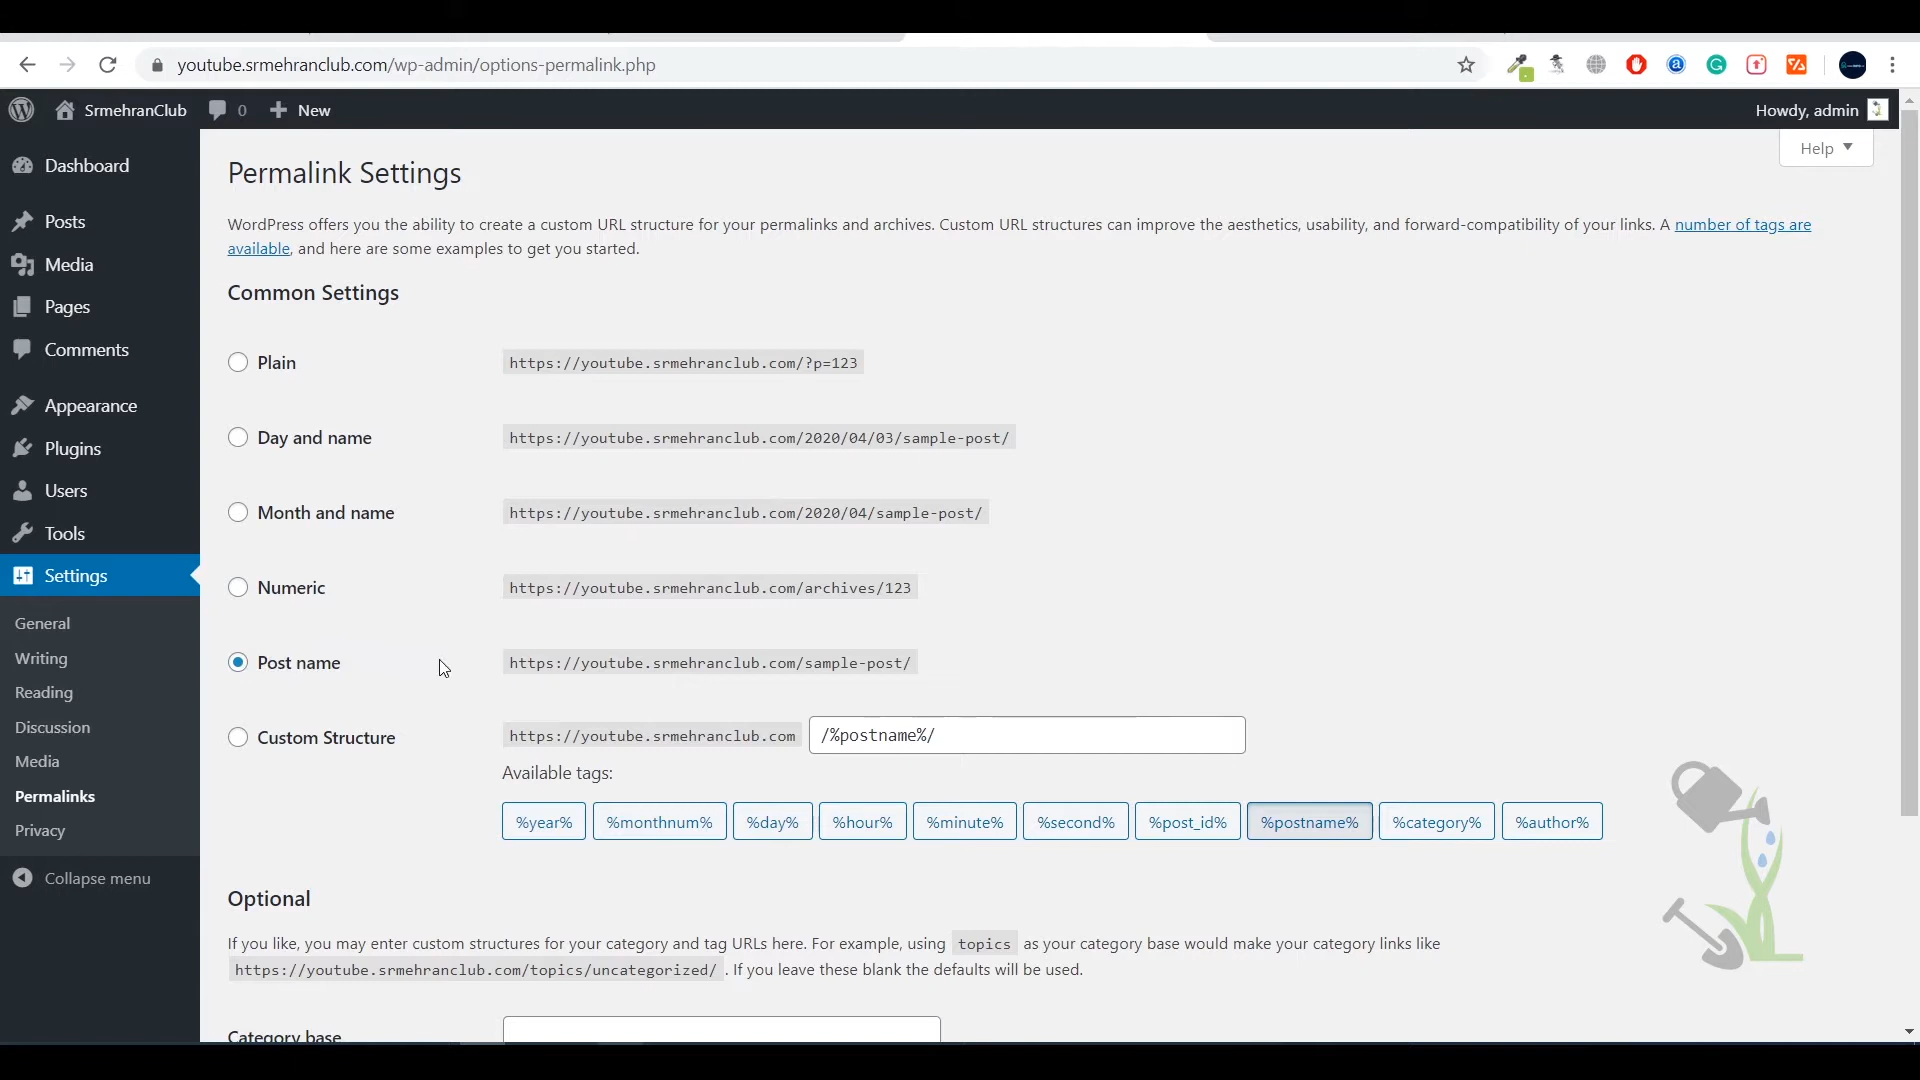 youtube.srmehranclub.com/wp-admin/options-permalink.php
SrmehranClub 0 New Howdy, admin
Help
Dashboard
Posts
Media
Pages
Comments
Appearance
Plugins
Users
Tools
Settings
General
Writing
Reading
Discussion
Media
Permalinks
Privacy
Collapse menu
Permalink Settings
WordPress offers you the ability to create a custom URL structure for your permalinks and archives. Custom URL structures can improve the aesthetics, usability, and forward-compatibility of your links. A number of tags are
available, and here are some examples to get you started.
Common Settings
Plain https://youtube.srmehranclub.com/?p=123
Day and name https://youtube.srmehranclub.com/2020/04/03/sample-post/
Month and name https://youtube.srmehranclub.com/2020/04/sample-post/
Numeric https://youtube.srmehranclub.com/archives/123
Post name https://youtube.srmehranclub.com/sample-post/
Custom Structure https://youtube.srmehranclub.com /%postname%/
Available tags:
%year% %monthnum% %day% %hour% %minute% %second% %post_id% %postname% %category% %author%
Optional
If you like, you may enter custom structures for your category and tag URLs here. For example, using topics as your category base would make your category links like
https://youtube.srmehranclub.com/topics/uncategorized/ . If you leave these blank the defaults will be used.
Category base